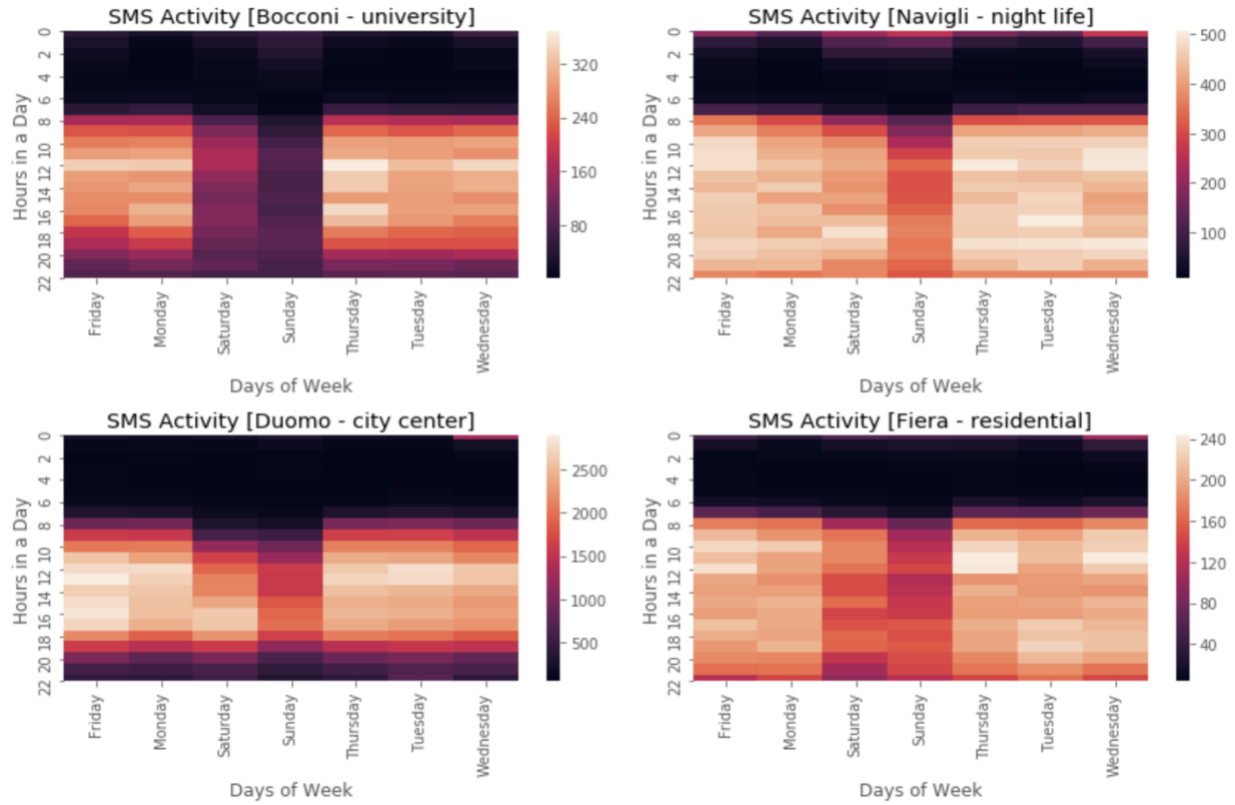 SMS Activity [Bocconi - university]
Hours in a Day
0
2
4
6
8
10
12
14
16
18
20
22
Friday
Monday
Saturday
Sunday
Thursday
Tuesday
Wednesday
Days of Week
320
240
160
80
SMS Activity [Navigli - night life]
Hours in a Day
0
2
4
6
8
10
12
14
16
18
20
22
Friday
Monday
Saturday
Sunday
Thursday
Tuesday
Wednesday
Days of Week
500
400
300
200
100
SMS Activity [Duomo - city center]
Hours in a Day
0
2
4
6
8
10
12
14
16
18
20
22
Friday
Monday
Saturday
Sunday
Thursday
Tuesday
Wednesday
Days of Week
2500
2000
1500
1000
500
SMS Activity [Fiera - residential]
Hours in a Day
0
2
4
6
8
10
12
14
16
18
20
22
Friday
Monday
Saturday
Sunday
Thursday
Tuesday
Wednesday
Days of Week
240
200
160
120
80
40